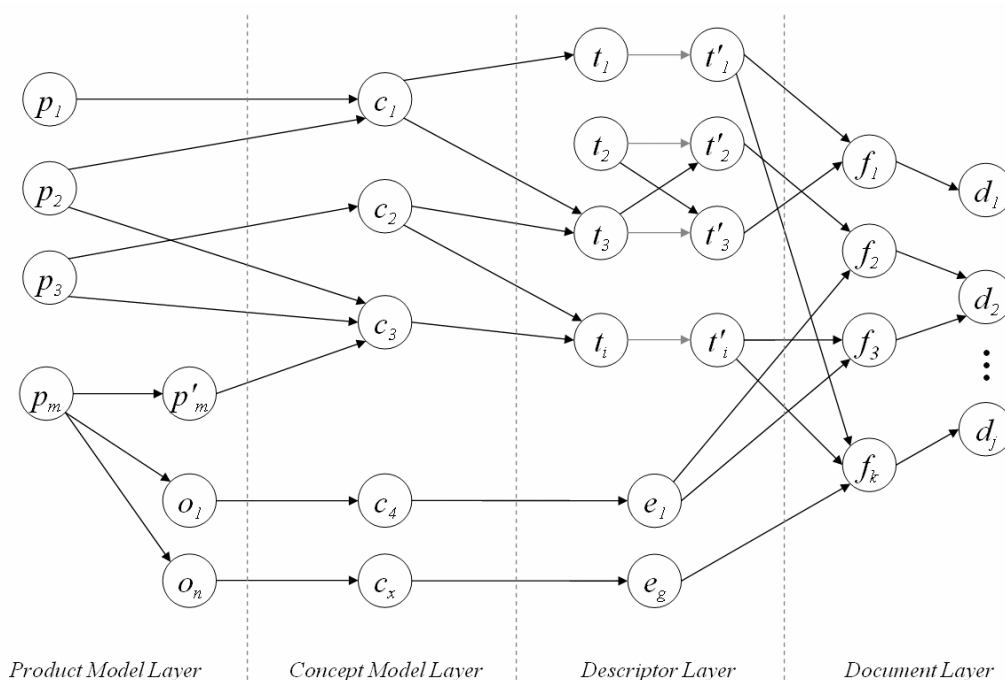 t1 t'1
p1 c1
t2 t'2 f1
p2 d1
c2 t3 t'3
f2
p3 d2
c3 ti t'i f3
⋮
pm p'm
dj
fk
o1 c4 e1
on cx eg
Product Model Layer Concept Model Layer Descriptor Layer Document Layer